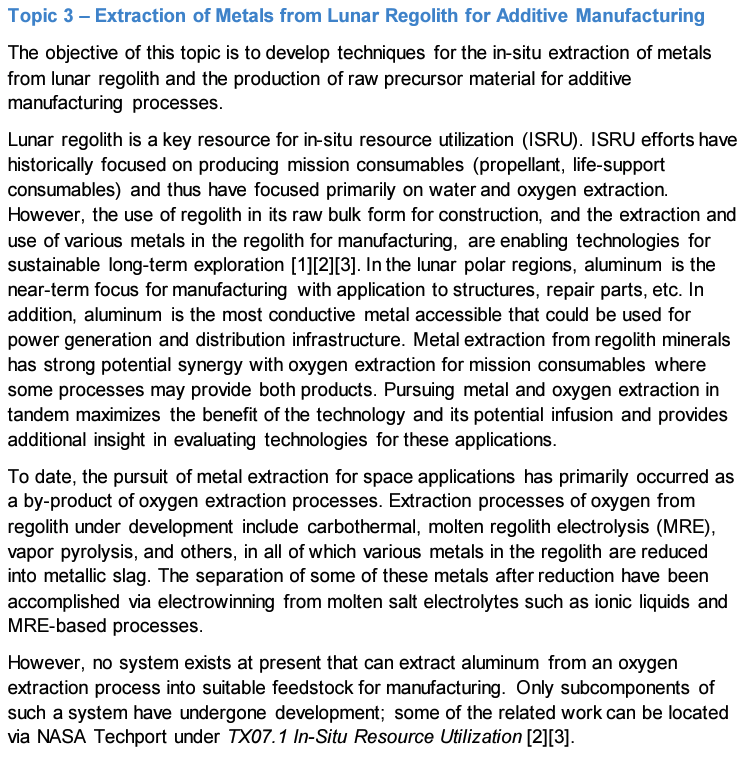 Topic 3 – Extraction of Metals from Lunar Regolith for Additive Manufacturing
The objective of this topic is to develop techniques for the in-situ extraction of metals
from lunar regolith and the production of raw precursor material for additive
manufacturing processes.
Lunar regolith is a key resource for in-situ resource utilization (ISRU). ISRU efforts have
historically focused on producing mission consumables (propellant, life-support
consumables) and thus have focused primarily on water and oxygen extraction.
However, the use of regolith in its raw bulk form for construction, and the extraction and
use of various metals in the regolith for manufacturing, are enabling technologies for
sustainable long-term exploration [1][2][3]. In the lunar polar regions, aluminum is the
near-term focus for manufacturing with application to structures, repair parts, etc. In
addition, aluminum is the most conductive metal accessible that could be used for
power generation and distribution infrastructure. Metal extraction from regolith minerals
has strong potential synergy with oxygen extraction for mission consumables where
some processes may provide both products. Pursuing metal and oxygen extraction in
tandem maximizes the benefit of the technology and its potential infusion and provides
additional insight in evaluating technologies for these applications.
To date, the pursuit of metal extraction for space applications has primarily occurred as
a by-product of oxygen extraction processes. Extraction processes of oxygen from
regolith under development include carbothermal, molten regolith electrolysis (MRE),
vapor pyrolysis, and others, in all of which various metals in the regolith are reduced
into metallic slag. The separation of some of these metals after reduction have been
accomplished via electrowinning from molten salt electrolytes such as ionic liquids and
MRE-based processes.
However, no system exists at present that can extract aluminum from an oxygen
extraction process into suitable feedstock for manufacturing. Only subcomponents of
such a system have undergone development; some of the related work can be located
via NASA Techport under TX07.1 In-Situ Resource Utilization [2][3].